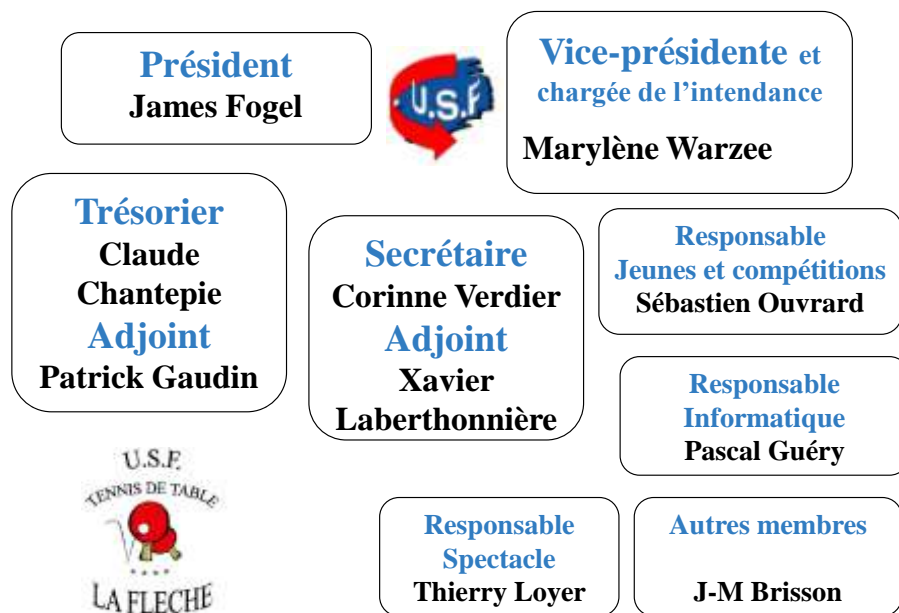 Président
James Fogel
U.S.F
Vice-présidente et
chargée de l'intendance
Marylène Warzee
Trésorier
Claude
Chantepie
Adjoint
Patrick Gaudin
Secrétaire
Corinne Verdier
Adjoint
Xavier
Laberthonnière
Responsable
Jeunes et compétitions
Sébastien Ouvrard
Responsable
Informatique
Pascal Guéry
U.S.F.
TENNIS DE TABLE
LA FLECHE
Responsable
Spectacle
Thierry Loyer
Autres membres
J-M Brisson